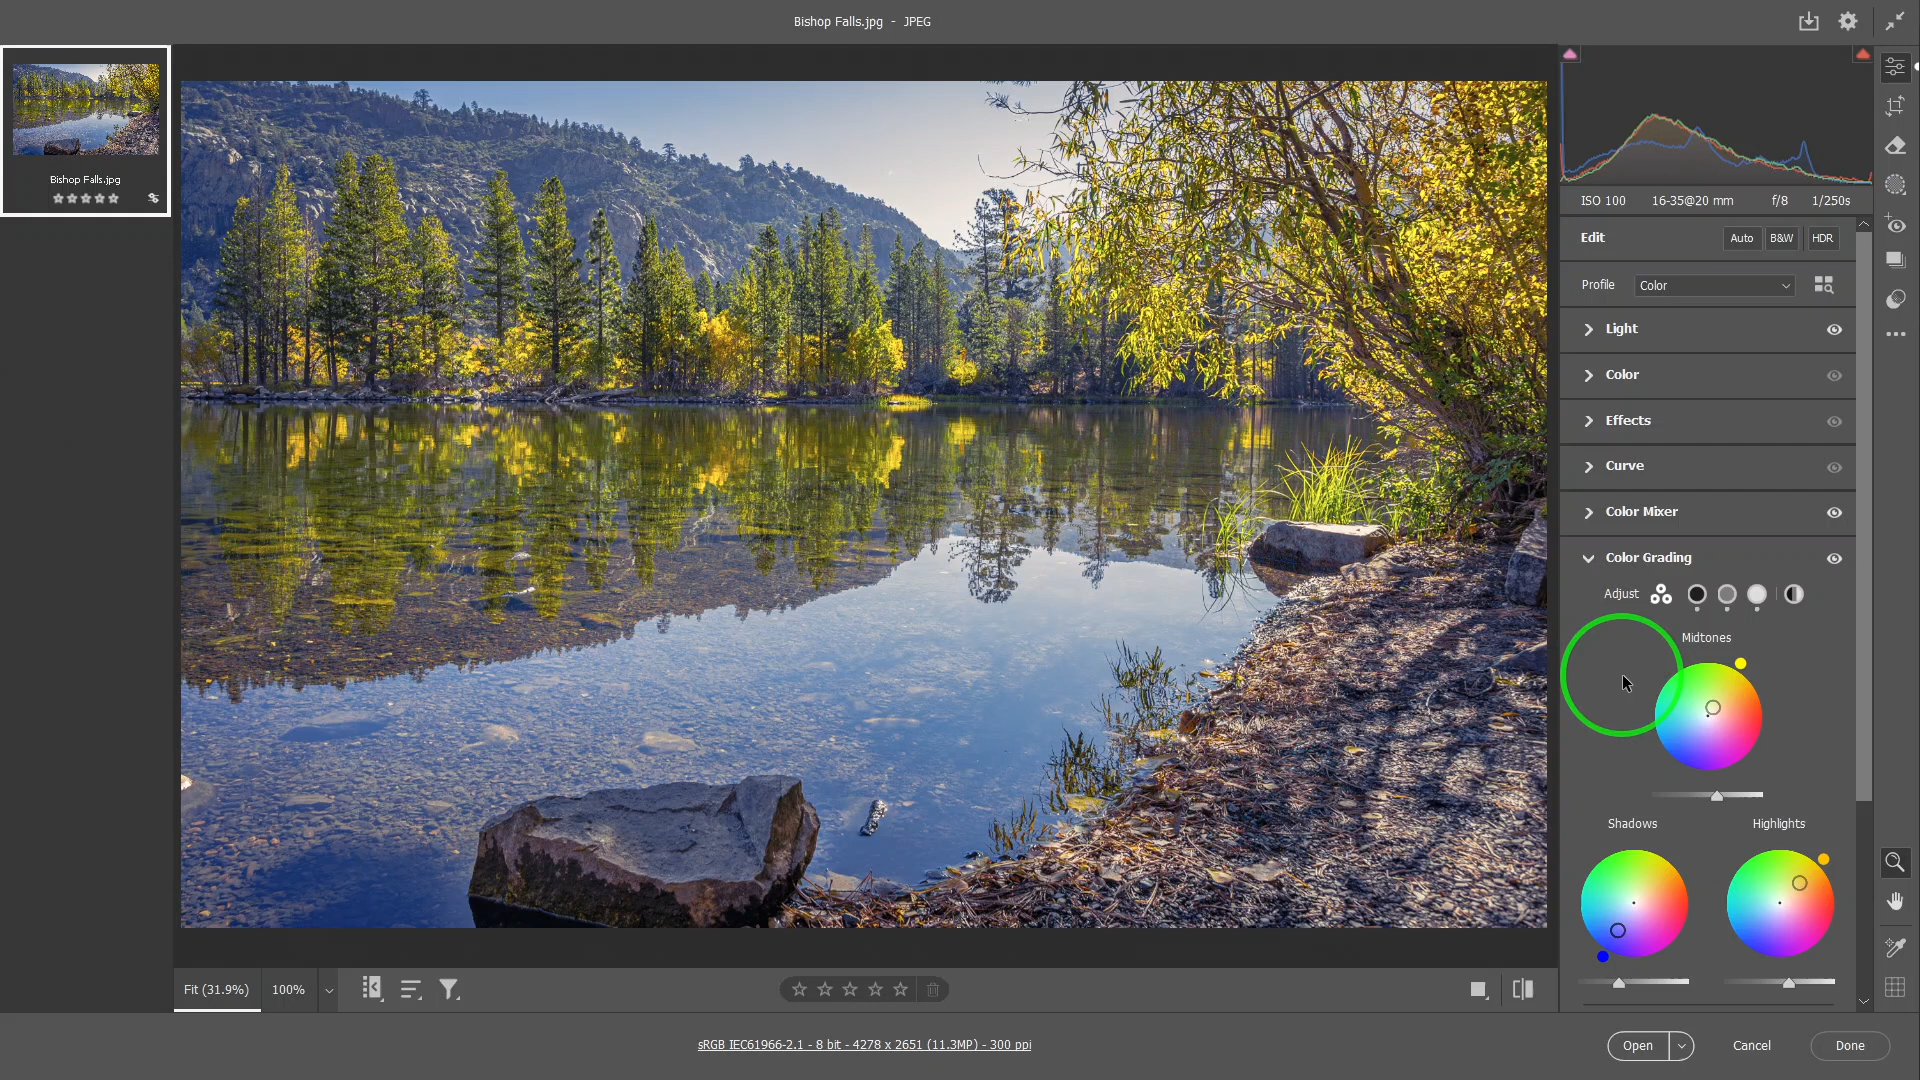 Bishop Falls.jpg - JPEG
Bishop Falls.jpg
ISO 100 16-35@20 mm f/8 1/250s
Edit Auto B&W HDR
Profile Color
Light
Color
Effects
Curve
Color Mixer
Color Grading
Adjust
Midtones
Shadows Highlights
Fit (31.9%) 100%
sRGB IEC61966-2.1 - 8 bit - 4278 x 2651 (11.3MP) - 300 ppi
Open Cancel Done